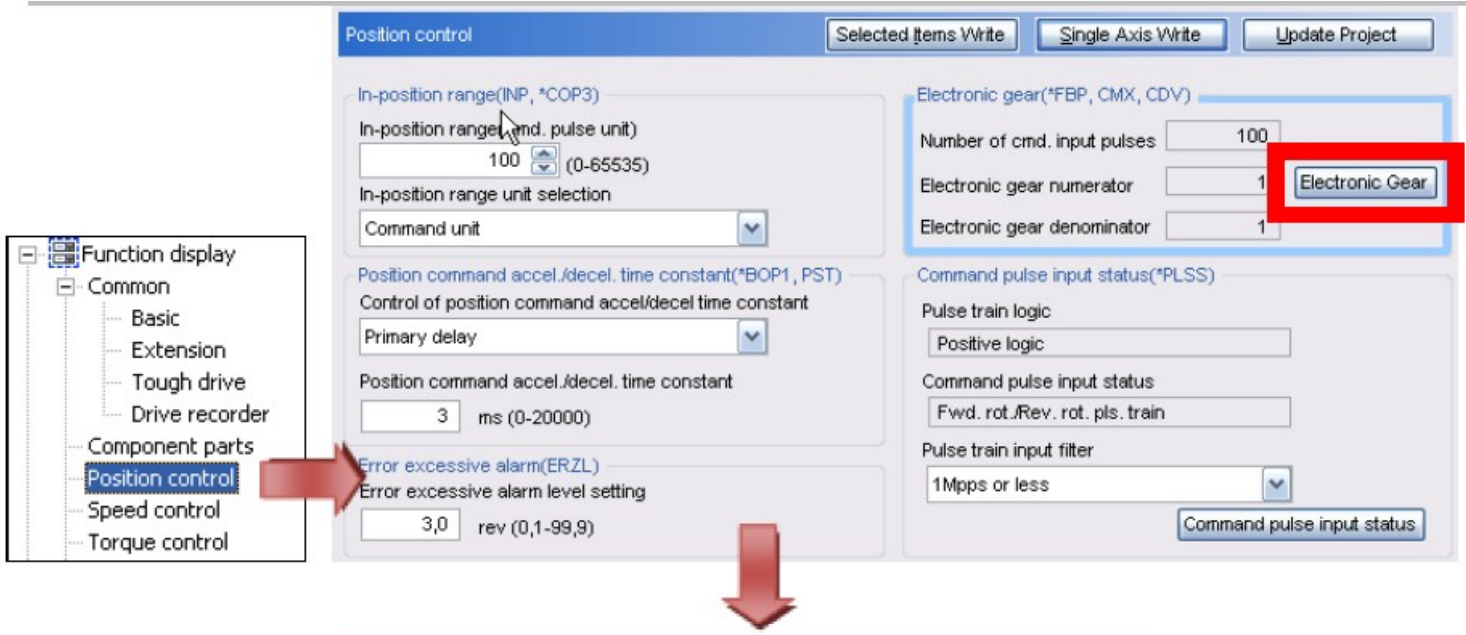 Position control
Selected Items Write
Single Axis Write
Update Project
In-position range(INP, *COP3)
In-position range( md. pulse unit)
100 (0-65535)
In-position range unit selection
Command unit
Electronic gear(*FBP, CMX, CDV)
Number of cmd. input pulses 100
Electronic gear numerator 1
Electronic Gear
Electronic gear denominator 1
Function display
Common
Basic
Extension
Tough drive
Drive recorder
Component parts
Position control
Speed control
Torque control
Position command accel./decel. time constant(*BOP1, PST)
Control of position command accel/decel time constant
Primary delay
Position command accel./decel. time constant
3 ms (0-20000)
Error excessive alarm(ERZL)
Error excessive alarm level setting
3,0 rev (0,1-99,9)
Command pulse input status(*PLSS)
Pulse train logic
Positive logic
Command pulse input status
Fwd. rot./Rev. rot. pls. train
Pulse train input filter
1Mpps or less
Command pulse input status